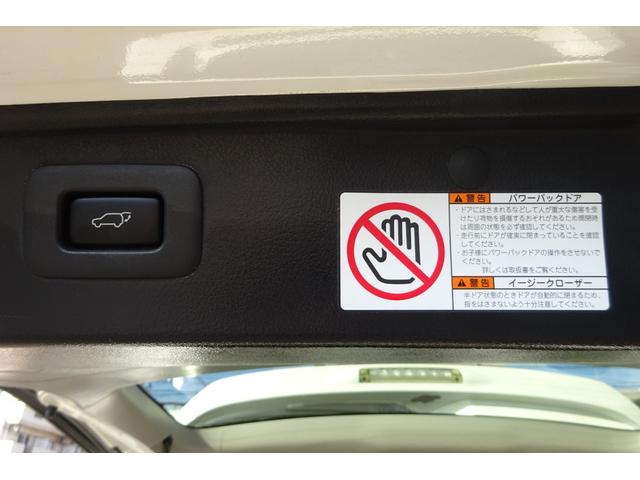 ⚠警告 パワーバックドア
・ドアにはさまれるなどして人が重大な傷害を受
けたり荷物を損傷するおそれがあるため開閉時
は周囲の状態を必ず確認してください。
・走行前にドアが確実に閉まっていることを確認
してください。
・お子様にパワーバックドアの操作をさせないで
ください。
詳しくは取扱書をご覧ください。
⚠警告 イージークローザー
半ドア状態のときドアが自動的に閉まるため、
指をはさまないよう十分注意してください。